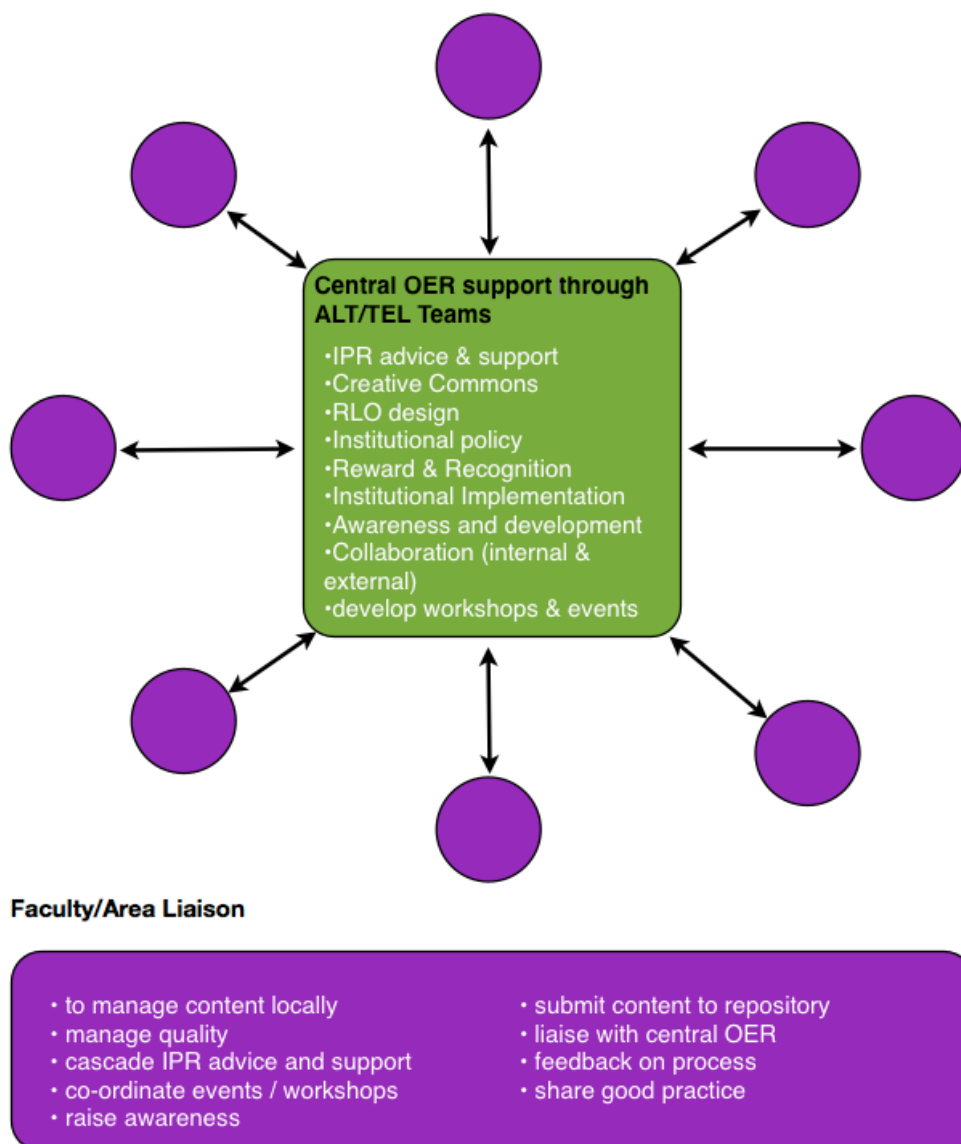 Central OER support through
ALT/TEL Teams
•IPR advice & support
•Creative Commons
•RLO design
•Institutional policy
•Reward & Recognition
•Institutional Implementation
•Awareness and development
•Collaboration (internal &
external)
•develop workshops & events
Faculty/Area Liaison
• to manage content locally
• manage quality
• cascade IPR advice and support
• co-ordinate events / workshops
• raise awareness
• submit content to repository
• liaise with central OER
• feedback on process
• share good practice